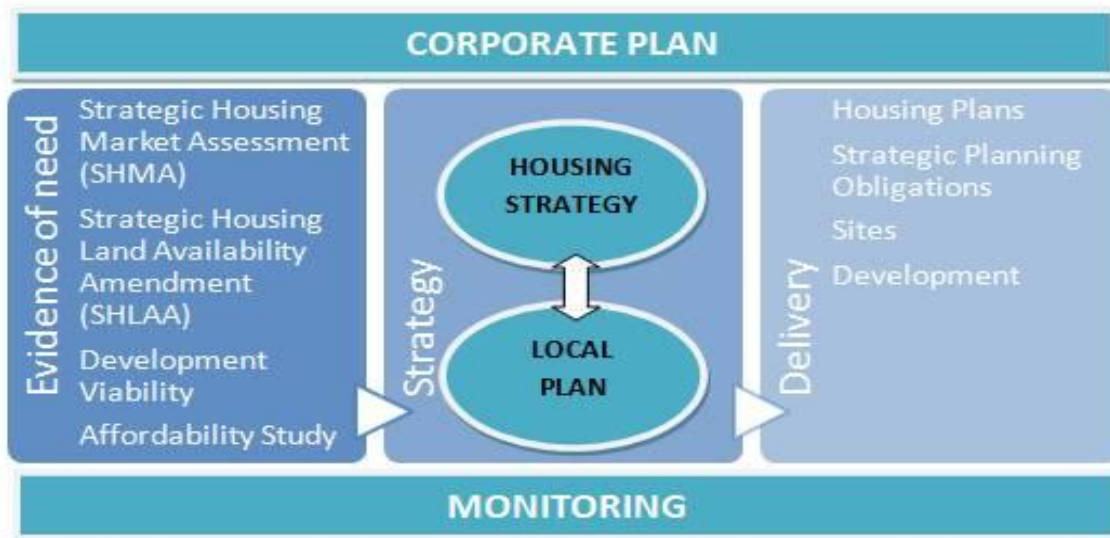 CORPORATE PLAN
Evidence of need
Strategic Housing
Market Assessment
(SHMA)
Strategic Housing
Land Availability
Amendment
(SHLAA)
Development
Viability
Affordability Study
Strategy
HOUSING
STRATEGY
LOCAL
PLAN
Delivery
Housing Plans
Strategic Planning
Obligations
Sites
Development
MONITORING